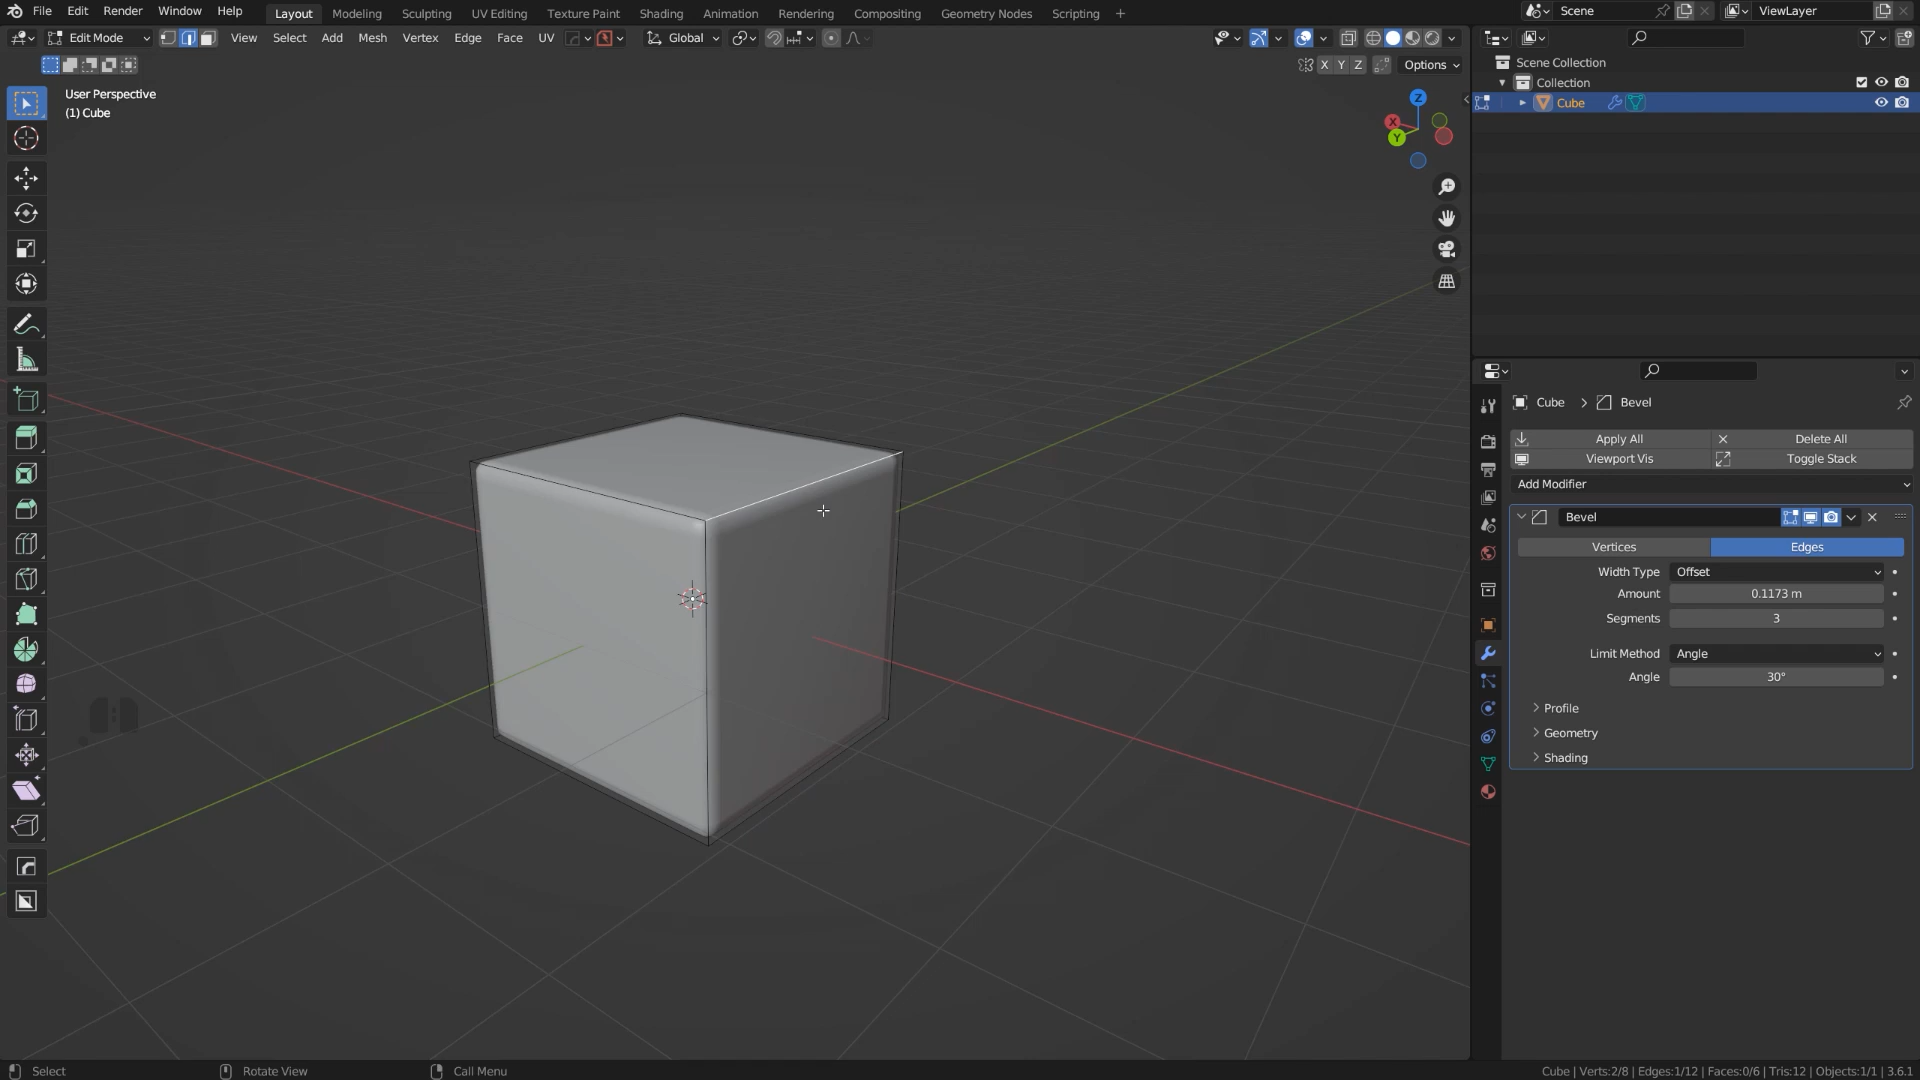 File Edit Render Window Help Layout Modeling Sculpting UV Editing Texture Paint Shading Animation Rendering Compositing Geometry Nodes Scripting + Scene ViewLayer
Edit Mode View Select Add Mesh Vertex Edge Face UV Global
X Y Z Options
User Perspective
(1) Cube
Z
X
Y
Scene Collection
Collection
Cube
Cube > Bevel
Apply All Delete All
Viewport Vis Toggle Stack
Add Modifier
Bevel
Vertices Edges
Width Type Offset
Amount 0.1173 m
Segments 3
Limit Method Angle
Angle 30°
Profile
Geometry
Shading
Select Rotate View Call Menu Cube | Verts:2/8 | Edges:1/12 | Faces:0/6 | Tris:12 | Objects:1/1 | 3.6.1